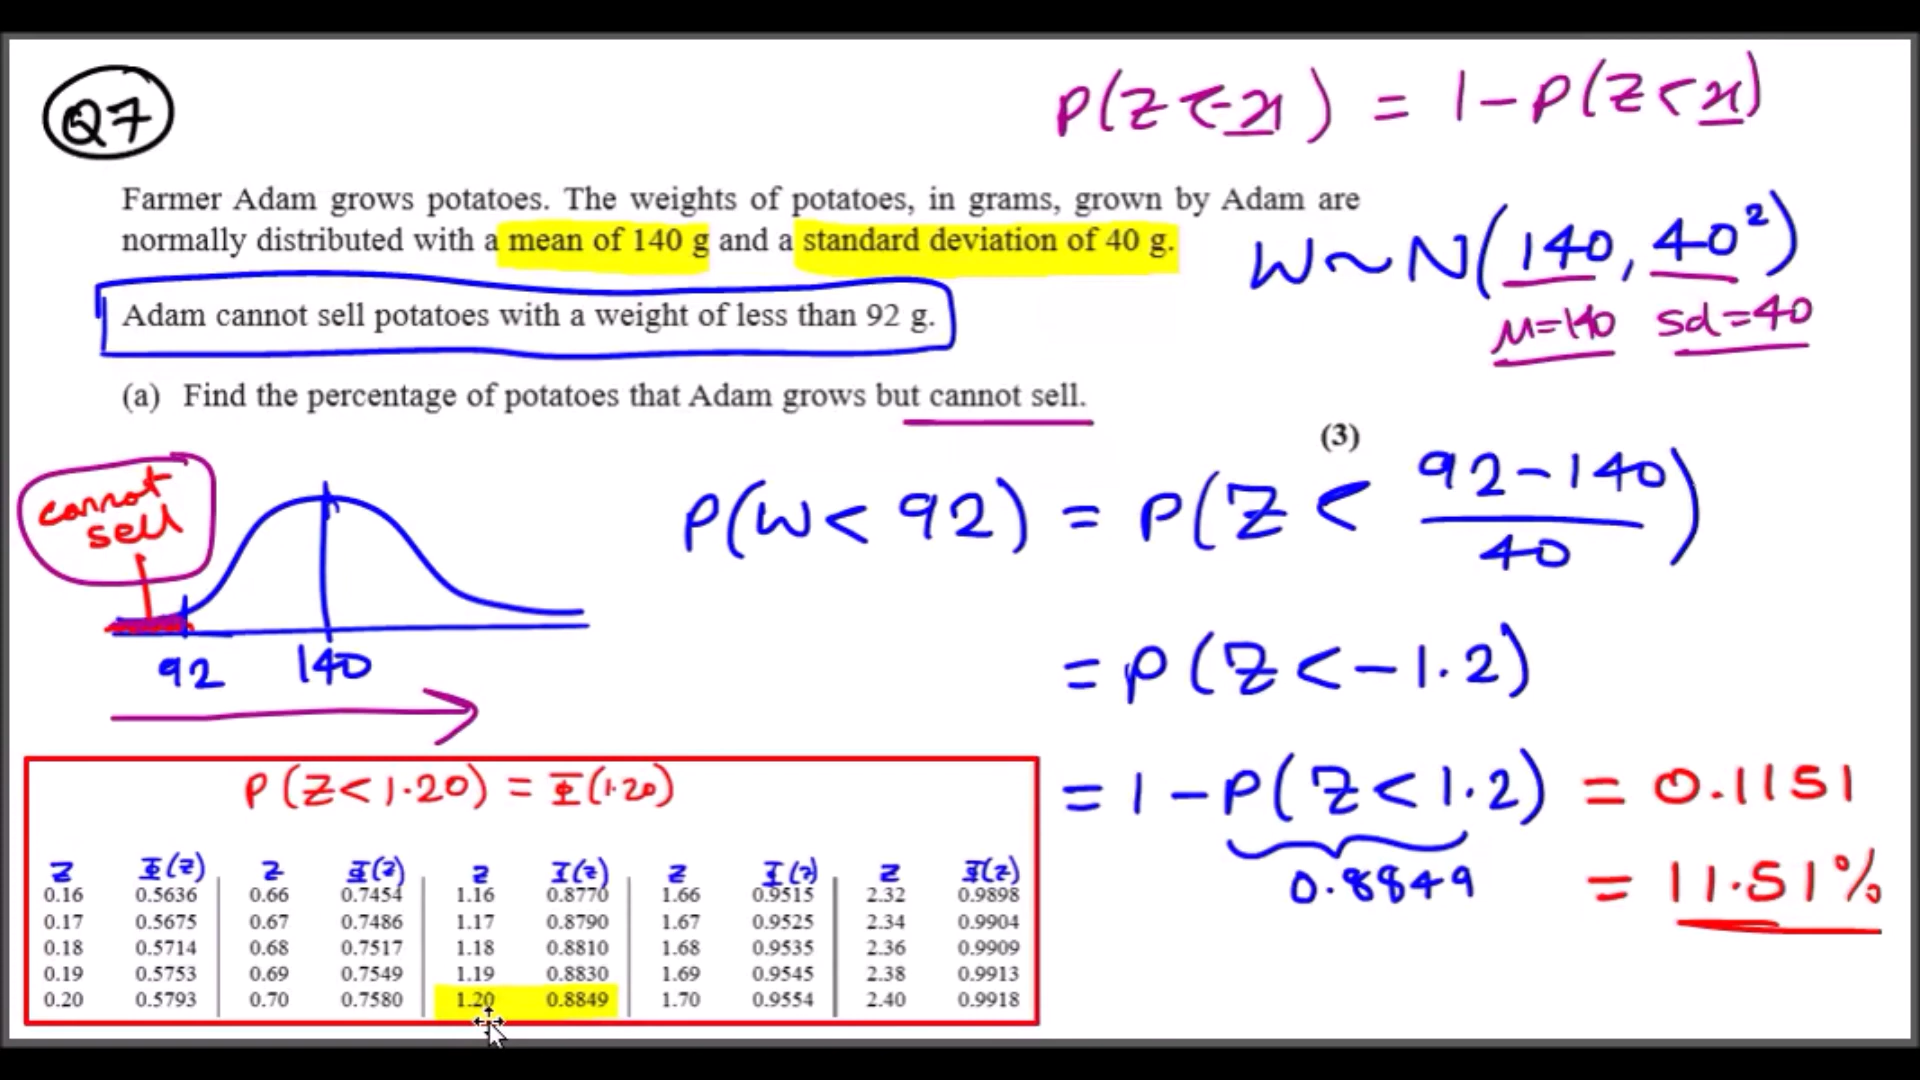 Q7
P(Z<-x) = 1-P(Z<x)
Farmer Adam grows potatoes. The weights of potatoes, in grams, grown by Adam are
normally distributed with a mean of 140 g and a standard deviation of 40 g.
W~N(140, 40²)
μ=140 sd=40
Adam cannot sell potatoes with a weight of less than 92 g.
(a) Find the percentage of potatoes that Adam grows but cannot sell.
(3)
cannot
sell
92 140
P(W< 92) = P(Z < (92-140)/40)
= P(Z<-1.2)
= 1-P(Z<1.2) = 0.1151
0.8849
= 11.51%
P(Z<1.20) = Φ(1.20)
Z Φ(Z) Z Φ(Z) Z Φ(Z) Z Φ(Z) Z Φ(Z)
0.16 0.5636 0.66 0.7454 1.16 0.8770 1.66 0.9515 2.32 0.9898
0.17 0.5675 0.67 0.7486 1.17 0.8790 1.67 0.9525 2.34 0.9904
0.18 0.5714 0.68 0.7517 1.18 0.8810 1.68 0.9535 2.36 0.9909
0.19 0.5753 0.69 0.7549 1.19 0.8830 1.69 0.9545 2.38 0.9913
0.20 0.5793 0.70 0.7580 1.20 0.8849 1.70 0.9554 2.40 0.9918